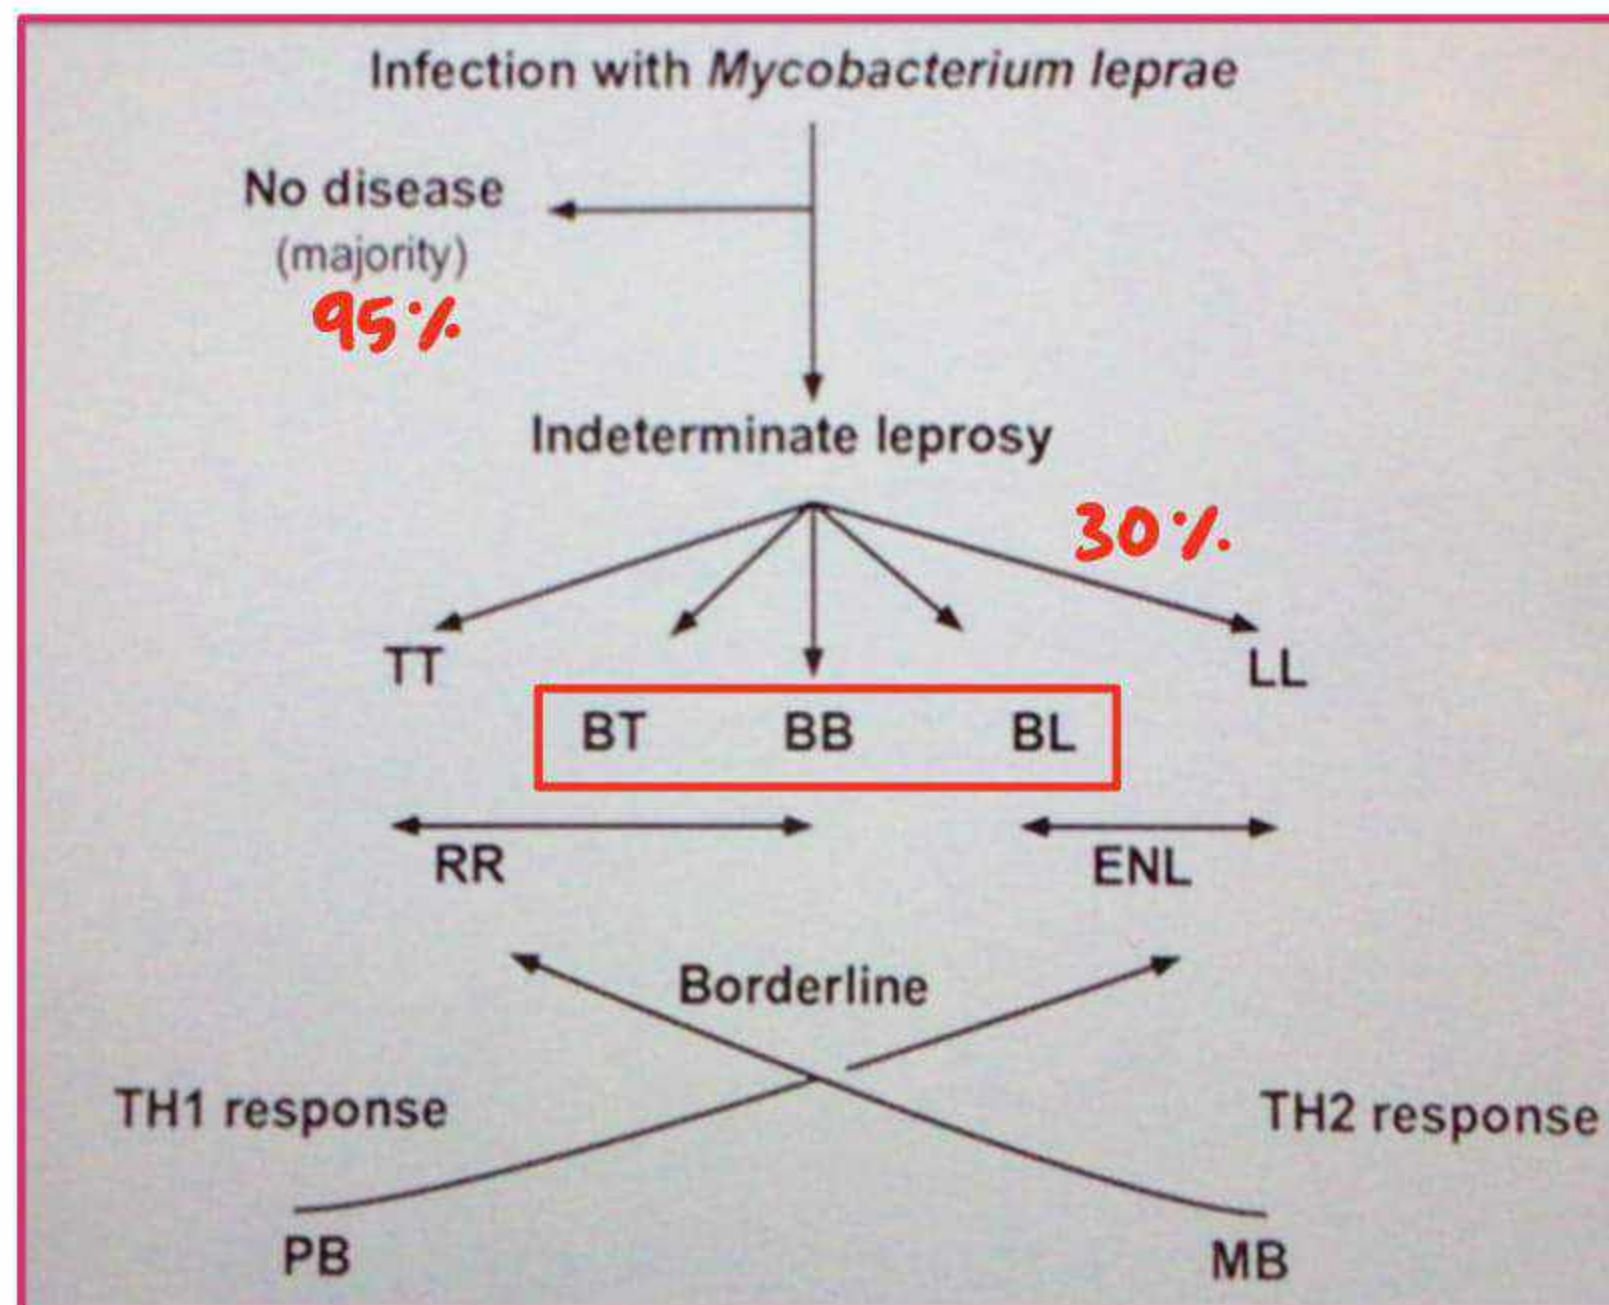 Infection with Mycobacterium leprae
No disease
(majority)
95%
Indeterminate leprosy
30%
TT
LL
BT BB BL
RR
ENL
Borderline
TH1 response
TH2 response
PB
MB